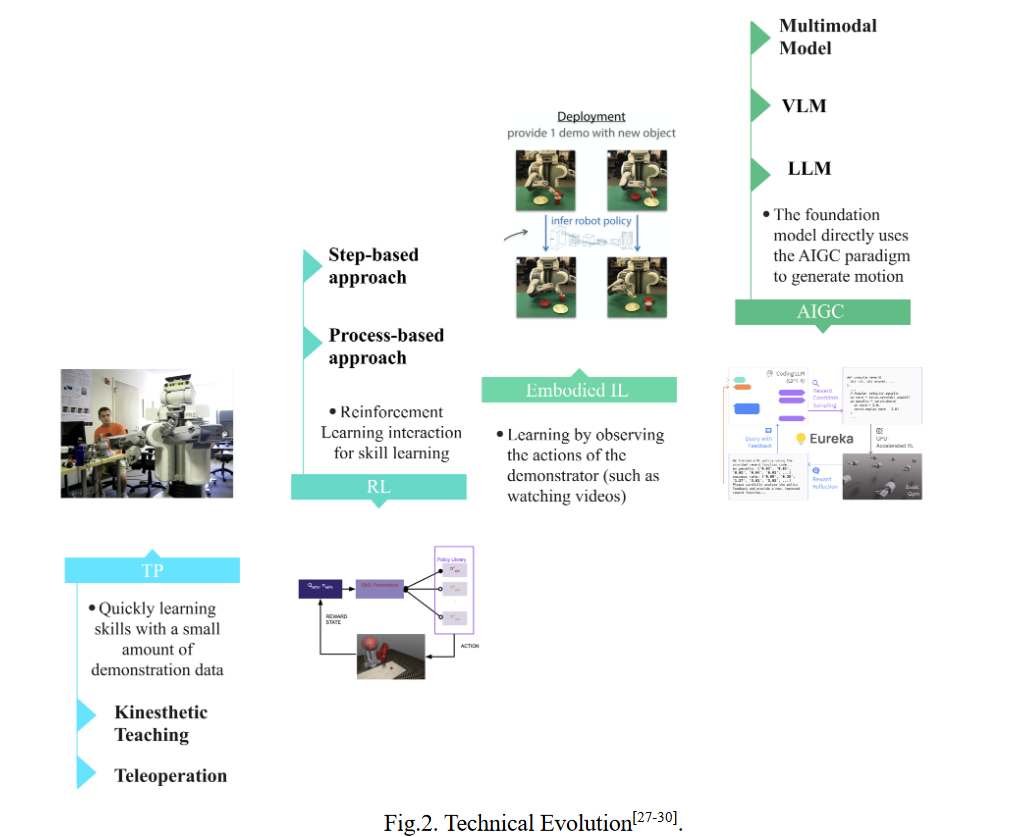 Multimodal
Model
VLM
LLM
• The foundation
model directly uses
the AIGC paradigm
to generate motion
AIGC
Deployment
provide 1 demo with new object
infer robot policy
Step-based
approach
Process-based
approach
• Reinforcement
Learning interaction
for skill learning
RL
Embodied IL
• Learning by observing
the actions of the
demonstrator (such as
watching videos)
Coding LLM
(GPT-4)
Reward
Candidate
Sampling
Query with
Feedback
Eureka
GPU
Accelerated RL
Reward
Reflection
Isaac
Gym
TP
• Quickly learning
skills with a small
amount of
demonstration data
Kinesthetic
Teaching
Teleoperation
Policy Library
REWARD
STATE
ACTION
Fig.2. Technical Evolution[27-30].